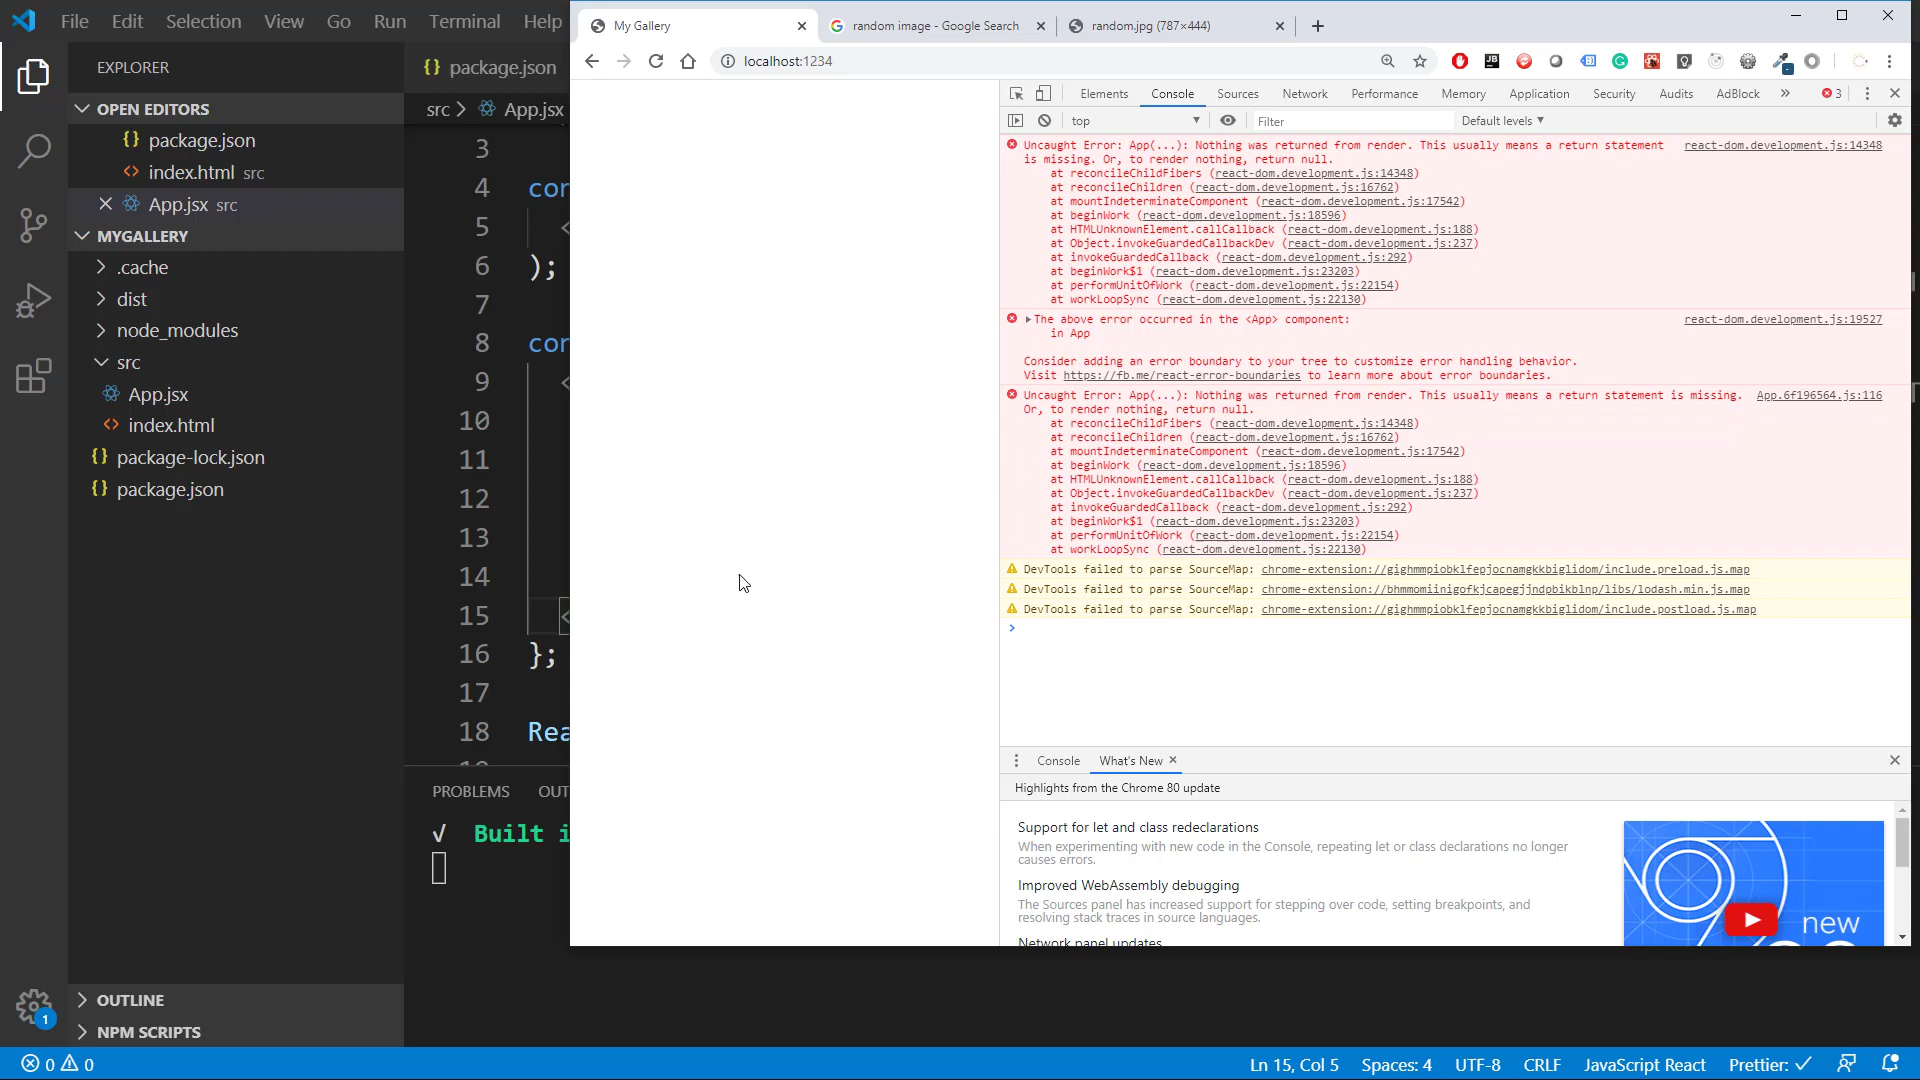 File Edit Selection View Go Run Terminal Help
EXPLORER
OPEN EDITORS
package.json
index.html src
App.jsx src
MYGALLERY
.cache
dist
node_modules
src
App.jsx
index.html
package-lock.json
package.json
OUTLINE
NPM SCRIPTS
package.json
src > App.jsx
3
4 con
5 <
6 );
7
8 con
9 <
10
11
12
13
14
15 <
16 };
17
18 Rea
PROBLEMS OUT
√ Built i
My Gallery
random image - Google Search
random.jpg (787×444)
localhost:1234
Elements Console Sources Network Performance Memory Application Security Audits AdBlock » 3
top Filter Default levels
Uncaught Error: App(...): Nothing was returned from render. This usually means a return statement react-dom.development.js:14348
is missing. Or, to render nothing, return null.
at reconcileChildFibers (react-dom.development.js:14348)
at reconcileChildren (react-dom.development.js:16762)
at mountIndeterminateComponent (react-dom.development.js:17542)
at beginWork (react-dom.development.js:18596)
at HTMLUnknownElement.callCallback (react-dom.development.js:188)
at Object.invokeGuardedCallbackDev (react-dom.development.js:237)
at invokeGuardedCallback (react-dom.development.js:292)
at beginWork$1 (react-dom.development.js:23203)
at performUnitOfWork (react-dom.development.js:22154)
at workLoopSync (react-dom.development.js:22130)
The above error occurred in the <App> component: react-dom.development.js:19527
in App
Consider adding an error boundary to your tree to customize error handling behavior.
Visit https://fb.me/react-error-boundaries to learn more about error boundaries.
Uncaught Error: App(...): Nothing was returned from render. This usually means a return statement is missing. App.6f196564.js:116
Or, to render nothing, return null.
at reconcileChildFibers (react-dom.development.js:14348)
at reconcileChildren (react-dom.development.js:16762)
at mountIndeterminateComponent (react-dom.development.js:17542)
at beginWork (react-dom.development.js:18596)
at HTMLUnknownElement.callCallback (react-dom.development.js:188)
at Object.invokeGuardedCallbackDev (react-dom.development.js:237)
at invokeGuardedCallback (react-dom.development.js:292)
at beginWork$1 (react-dom.development.js:23203)
at performUnitOfWork (react-dom.development.js:22154)
at workLoopSync (react-dom.development.js:22130)
DevTools failed to parse SourceMap: chrome-extension://gighmmpiobklfepjocnamgkkbiglidom/include.preload.js.map
DevTools failed to parse SourceMap: chrome-extension://bhmmomiinigofkjcapegjjndpbikblnp/libs/lodash.min.js.map
DevTools failed to parse SourceMap: chrome-extension://gighmmpiobklfepjocnamgkkbiglidom/include.postload.js.map
>
Console What's New
Highlights from the Chrome 80 update
Support for let and class redeclarations
When experimenting with new code in the Console, repeating let or class declarations no longer
causes errors.
Improved WebAssembly debugging
The Sources panel has increased support for stepping over code, setting breakpoints, and
resolving stack traces in source languages.
Network panel updates
new
1
0 0
Ln 15, Col 5 Spaces: 4 UTF-8 CRLF JavaScript React Prettier: ✓